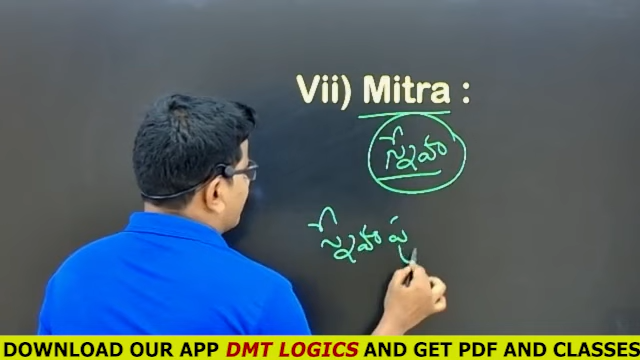 Vii) Mitra :
స్నేహ
స్నేహ పు
DOWNLOAD OUR APP DMT LOGICS AND GET PDF AND CLASSES